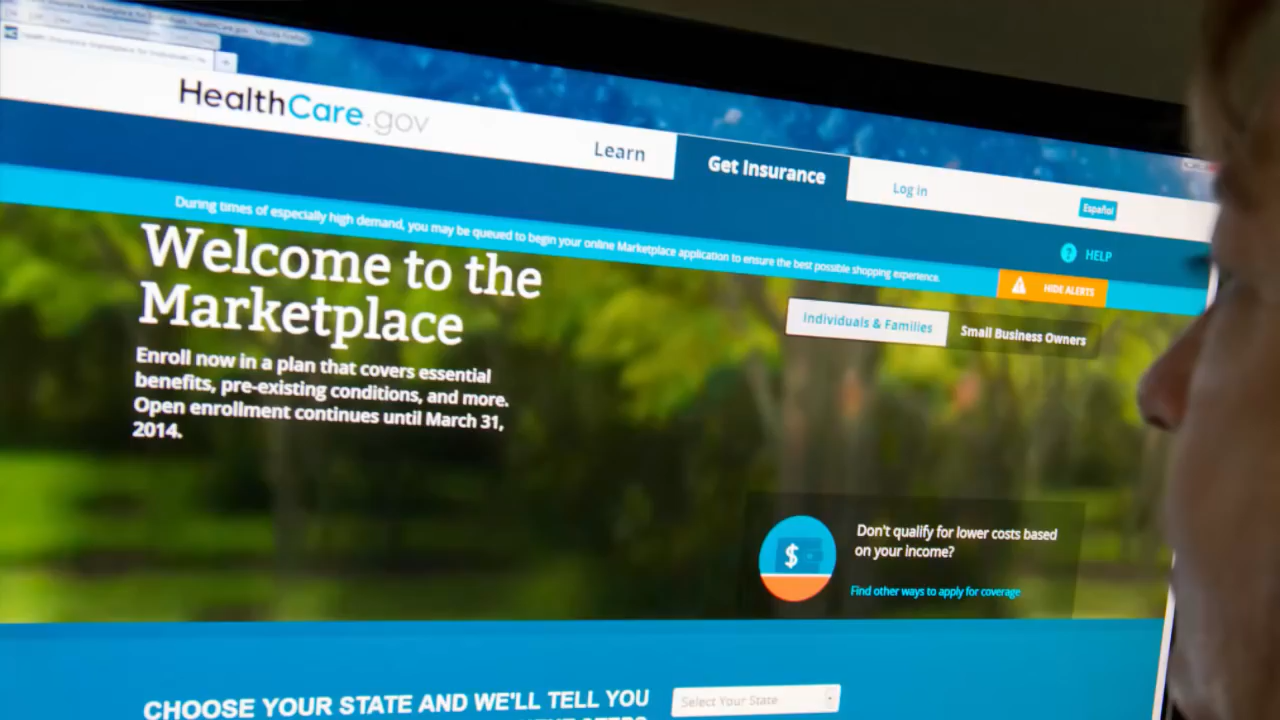 HealthCare.gov
Learn
Get Insurance
Log in
Español
During times of especially high demand, you may be queued to begin your online Marketplace application to ensure the best possible shopping experience.
HELP
HIDE ALERTS
Welcome to the
Marketplace
Individuals & Families
Small Business Owners
Enroll now in a plan that covers essential
benefits, pre-existing conditions, and more.
Open enrollment continues until March 31,
2014.
$
Don't qualify for lower costs based
on your income?
Find other ways to apply for coverage
CHOOSE YOUR STATE AND WE'LL TELL YOU
Select Your State